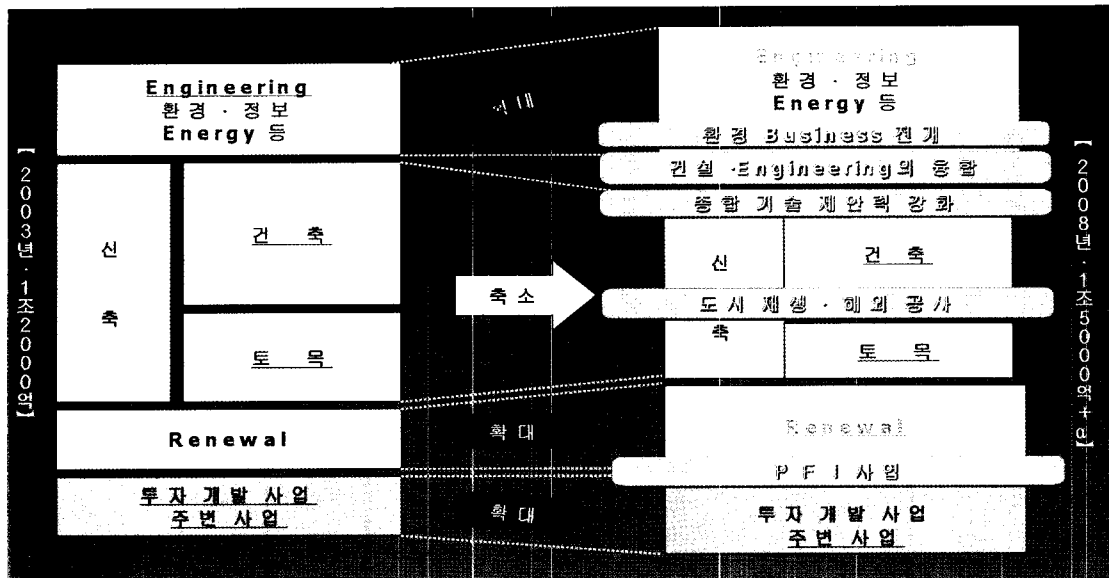 【2003년·1조2000억】
Engineering
환경·정보
Energy 등
신축
건축
토목
Renewal
투자 개발 사업
주변 사업
축소
확대
확대
Engineering
환경·정보
Energy 등
환경 Business 전개
건설·Engineering의 융합
종합 기술 제안력 강화
신축
건축
도시 재생·해외 공사
토목
Renewal
PFI사업
투자 개발 사업
주변 사업
【2008년·1조5000억+α】